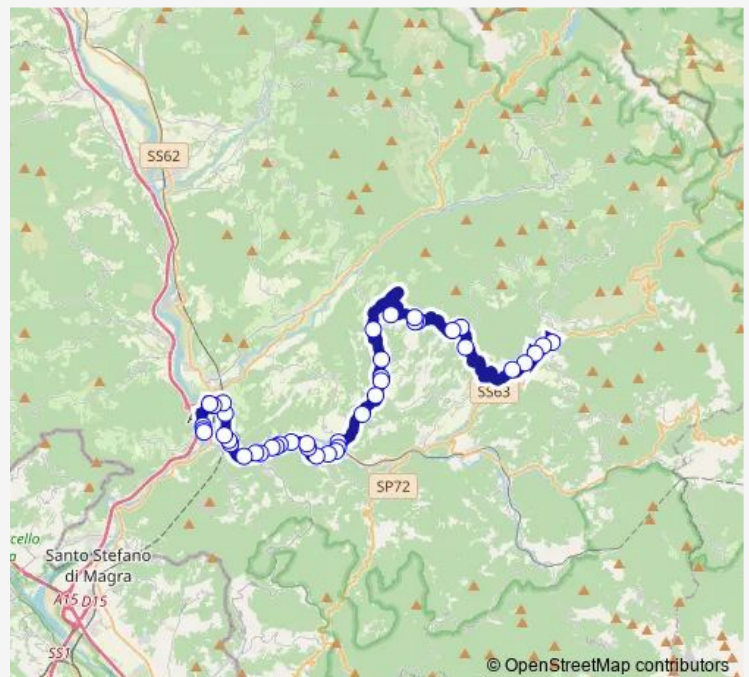 SS62
SS63
SP72
cello
Santo Stefano
di Magra
A15 D15
SS1
© OpenStreetMap contributors